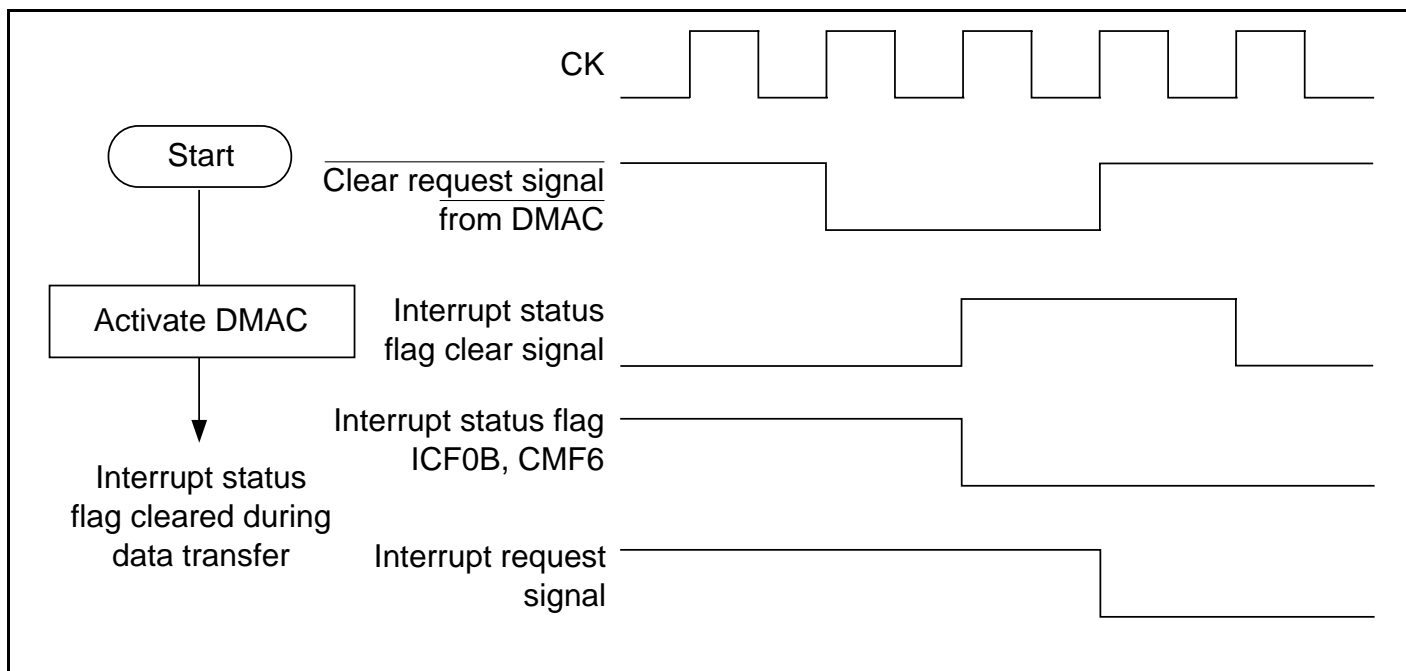 Start
Activate DMAC
Interrupt status
flag cleared during
data transfer
CK
Clear request signal
from DMAC
Interrupt status
flag clear signal
Interrupt status flag
ICF0B, CMF6
Interrupt request
signal